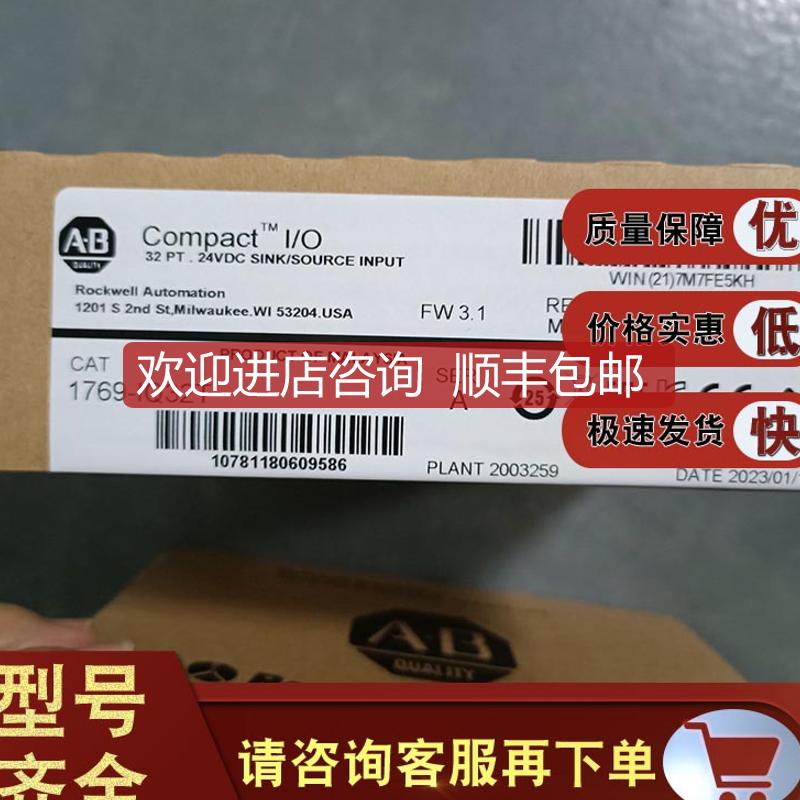 A·B
QUALITY
Compact™ I/O
32 PT . 24VDC SINK/SOURCE INPUT
Rockwell Automation
1201 S 2nd St,Milwaukee.WI 53204.USA
FW 3.1
WIN (21)7M7FE5KH
质量保障 优
价格实惠 低
极速发货 快
CAT
欢迎进店咨询 顺丰包邮
A
25
10781180609586
PLANT 2003259
DATE 2023/01/
A·B
QUALITY
型号
齐全
请咨询客服再下单